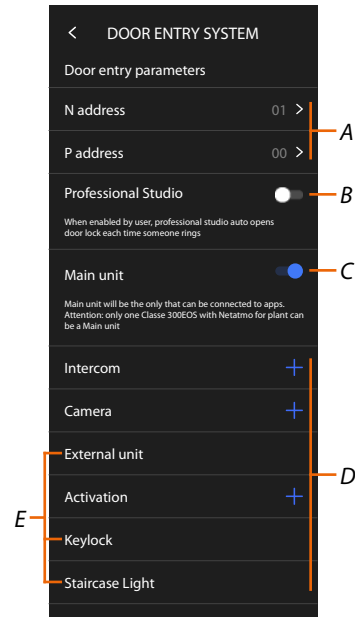 DOOR ENTRY SYSTEM
Door entry parameters
N address 01
A
P address 00
Professional Studio
B
When enabled by user, professional studio auto opens
door lock each time someone rings
Main unit
C
Main unit will be the only that can be connected to apps.
Attention: only one Classe 300EOS with Netatmo for plant can
be a Main unit
Intercom
Camera
External unit
D
Activation
E
Keylock
Staircase Light